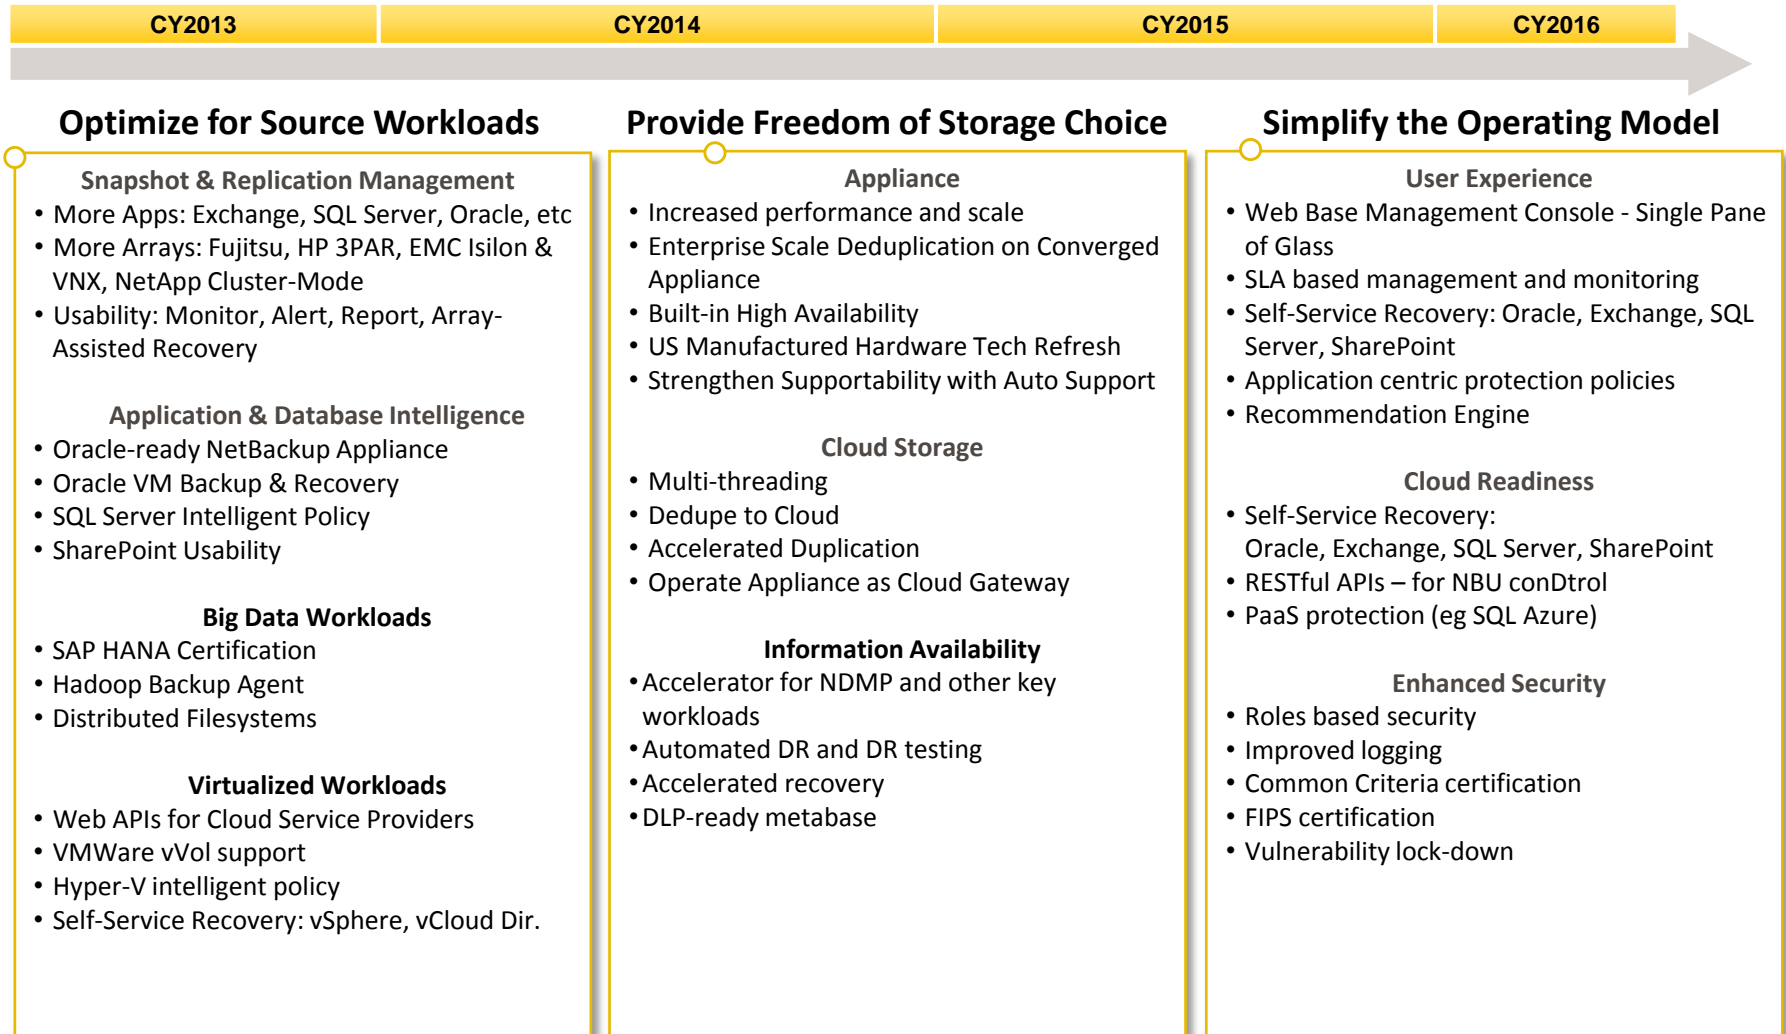 CY2013 CY2014 CY2015 CY2016
Optimize for Source Workloads
Snapshot & Replication Management
• More Apps: Exchange, SQL Server, Oracle, etc
• More Arrays: Fujitsu, HP 3PAR, EMC Isilon &
VNX, NetApp Cluster-Mode
• Usability: Monitor, Alert, Report, Array-
Assisted Recovery
Application & Database Intelligence
• Oracle-ready NetBackup Appliance
• Oracle VM Backup & Recovery
• SQL Server Intelligent Policy
• SharePoint Usability
Big Data Workloads
• SAP HANA Certification
• Hadoop Backup Agent
• Distributed Filesystems
Virtualized Workloads
• Web APIs for Cloud Service Providers
• VMWare vVol support
• Hyper-V intelligent policy
• Self-Service Recovery: vSphere, vCloud Dir.
Provide Freedom of Storage Choice
Appliance
• Increased performance and scale
• Enterprise Scale Deduplication on Converged
Appliance
• Built-in High Availability
• US Manufactured Hardware Tech Refresh
• Strengthen Supportability with Auto Support
Cloud Storage
• Multi-threading
• Dedupe to Cloud
• Accelerated Duplication
• Operate Appliance as Cloud Gateway
Information Availability
• Accelerator for NDMP and other key
workloads
• Automated DR and DR testing
• Accelerated recovery
• DLP-ready metabase
Simplify the Operating Model
User Experience
• Web Base Management Console - Single Pane
of Glass
• SLA based management and monitoring
• Self-Service Recovery: Oracle, Exchange, SQL
Server, SharePoint
• Application centric protection policies
• Recommendation Engine
Cloud Readiness
• Self-Service Recovery:
Oracle, Exchange, SQL Server, SharePoint
• RESTful APIs – for NBU conDtrol
• PaaS protection (eg SQL Azure)
Enhanced Security
• Roles based security
• Improved logging
• Common Criteria certification
• FIPS certification
• Vulnerability lock-down